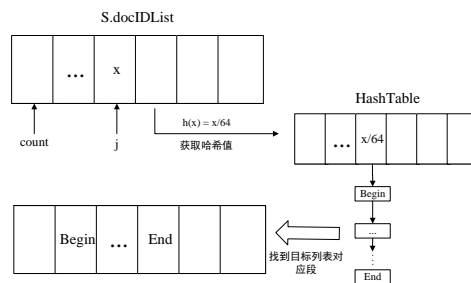 S.docIDList
... x
count
j
h(x) = x/64
获取哈希值
HashTable
... x/64
Begin
...
End
找到目标列表对
应段
Begin ... End